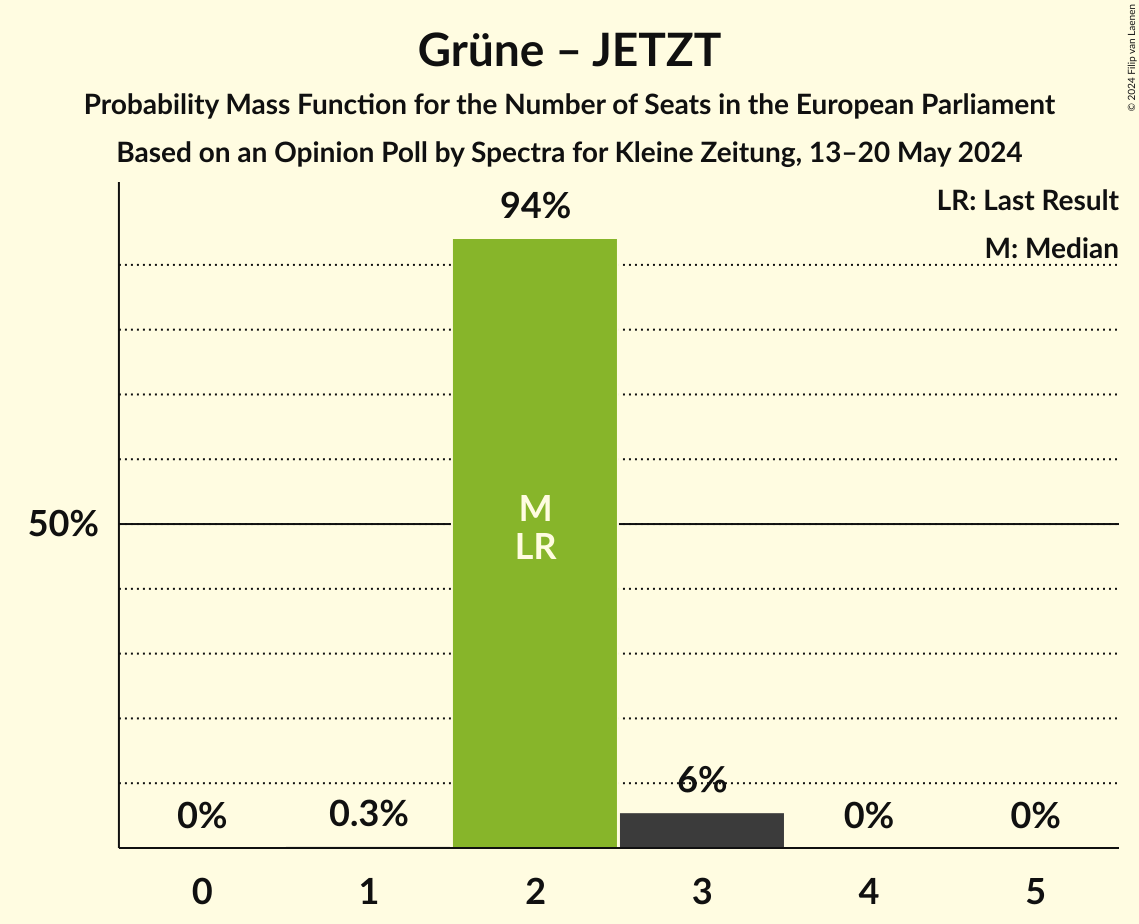 Grüne – JETZT
Probability Mass Function for the Number of Seats in the European Parliament
Based on an Opinion Poll by Spectra for Kleine Zeitung, 13–20 May 2024
© 2024 Filip van Laenen
LR: Last Result
M: Median
94%
50%
M
LR
6%
0%
0.3%
0%
0%
0 1 2 3 4 5